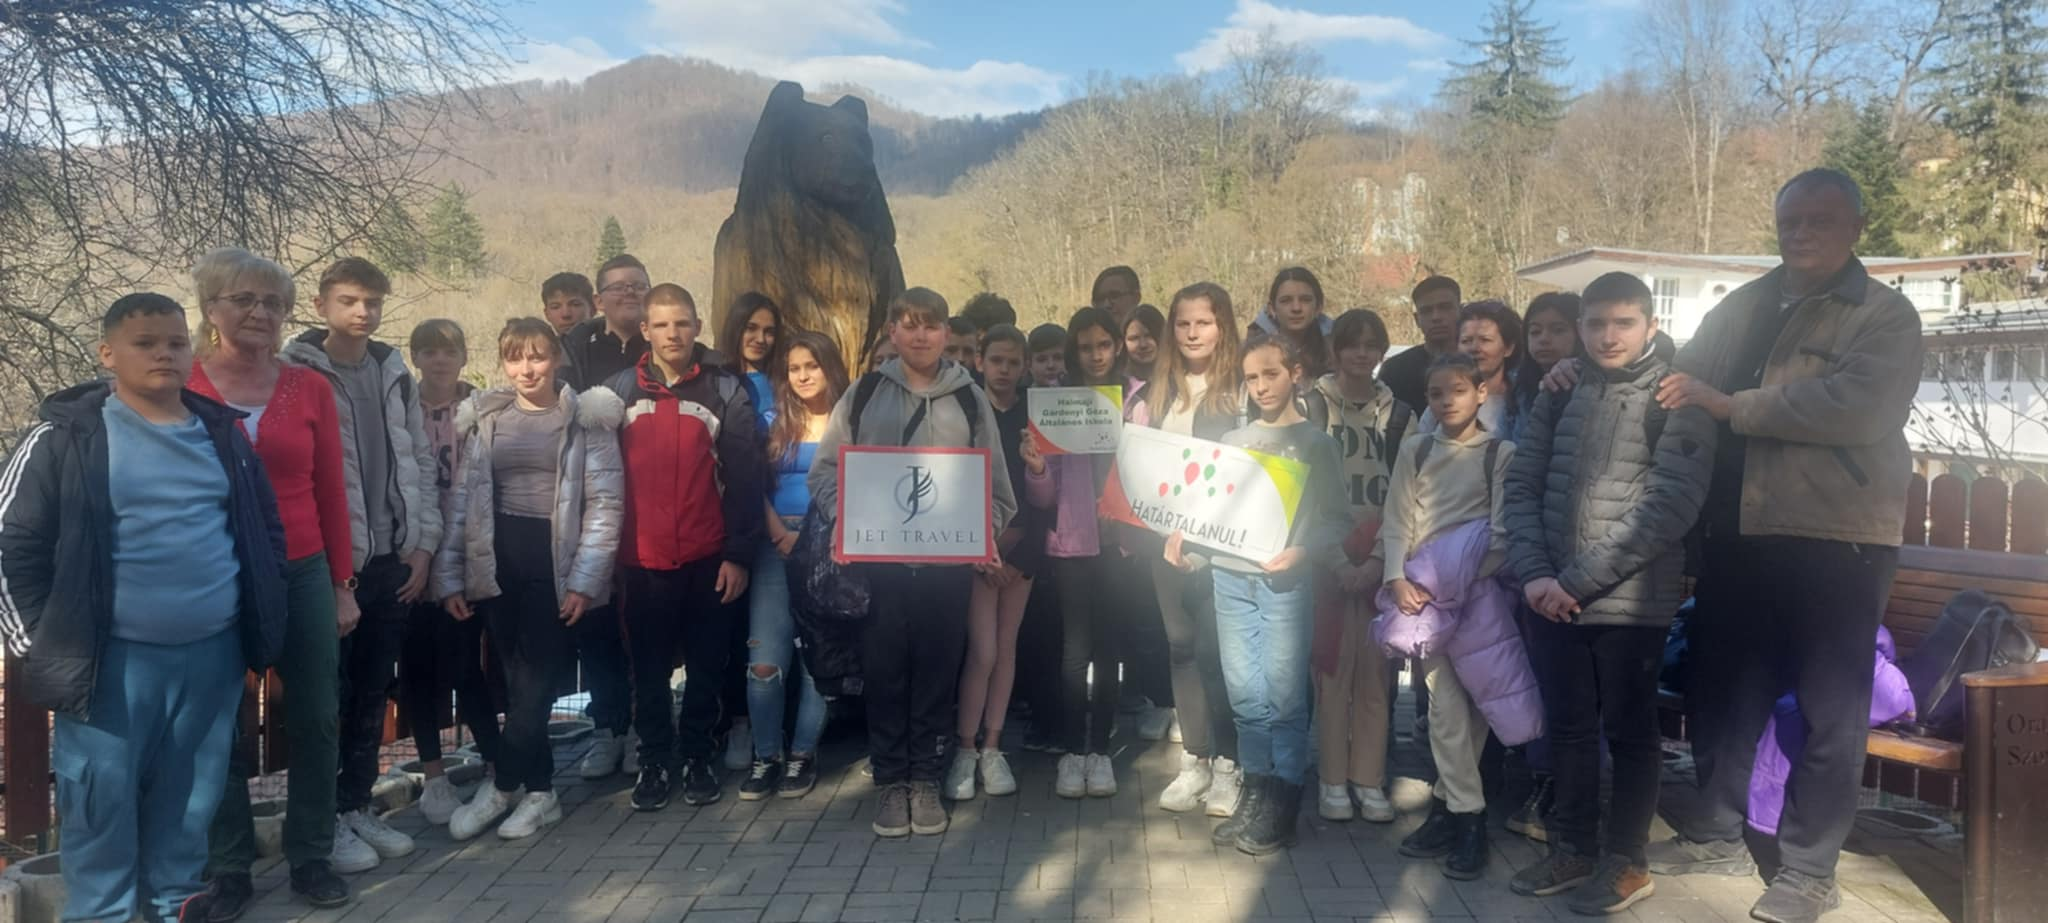 JET TRAVEL
Halmaji
Gárdonyi Géza
Általános Iskola
HATÁRTALANUL!